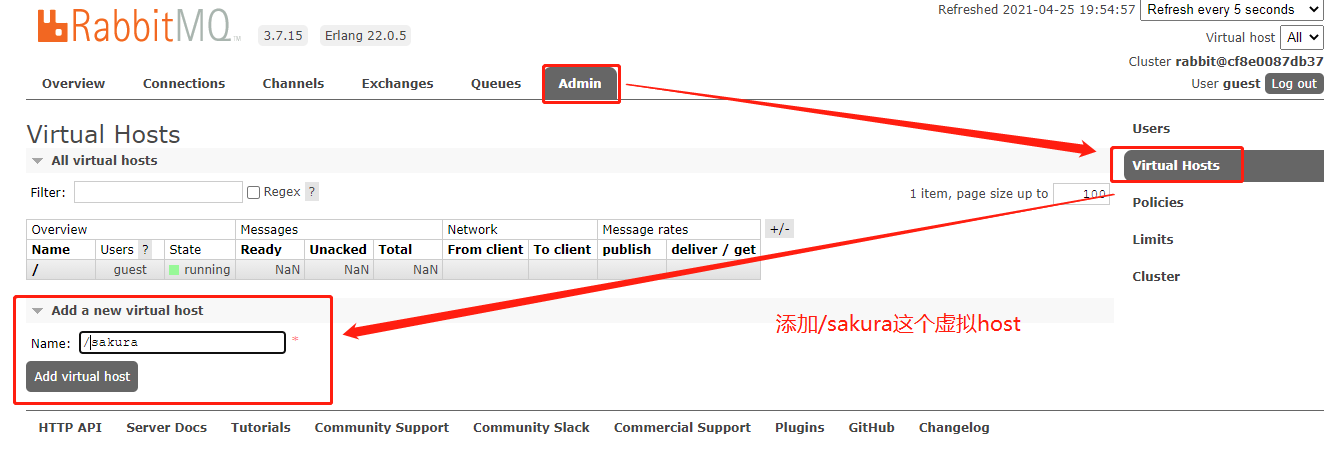 Refreshed 2021-04-25 19:54:57 Refresh every 5 seconds
RabbitMQ TM 3.7.15 Erlang 22.0.5
Virtual host All
Cluster rabbit@cf8e0087db37
User guest Log out
Overview Connections Channels Exchanges Queues Admin
Users
Virtual Hosts
Policies
Limits
Cluster
Virtual Hosts
All virtual hosts
Filter: Regex ? 1 item, page size up to 100
Overview Messages Network Message rates +/-
Name Users ? State Ready Unacked Total From client To client publish deliver / get
/ guest running NaN NaN NaN
Add a new virtual host
Name: /sakura *
添加/sakura这个虚拟host
Add virtual host
HTTP API Server Docs Tutorials Community Support Community Slack Commercial Support Plugins GitHub Changelog